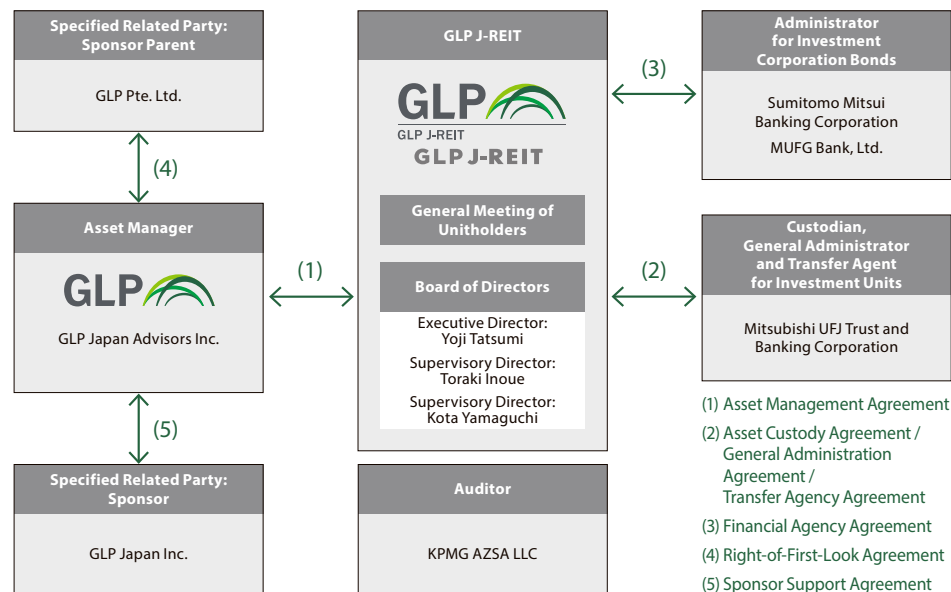 Specified Related Party:
Sponsor Parent
GLP Pte. Ltd.
(4)
Asset Manager
GLP
GLP Japan Advisors Inc.
(5)
Specified Related Party:
Sponsor
GLP Japan Inc.
(1)
GLP J-REIT
GLP
GLP J-REIT
GLP J-REIT
General Meeting of
Unitholders
Board of Directors
Executive Director:
Yoji Tatsumi
Supervisory Director:
Toraki Inoue
Supervisory Director:
Kota Yamaguchi
Auditor
KPMG AZSA LLC
(3)
Administrator
for Investment
Corporation Bonds
Sumitomo Mitsui
Banking Corporation
MUFG Bank, Ltd.
(2)
Custodian,
General Administrator
and Transfer Agent
for Investment Units
Mitsubishi UFJ Trust and
Banking Corporation
(1) Asset Management Agreement
(2) Asset Custody Agreement /
General Administration
Agreement /
Transfer Agency Agreement
(3) Financial Agency Agreement
(4) Right-of-First-Look Agreement
(5) Sponsor Support Agreement